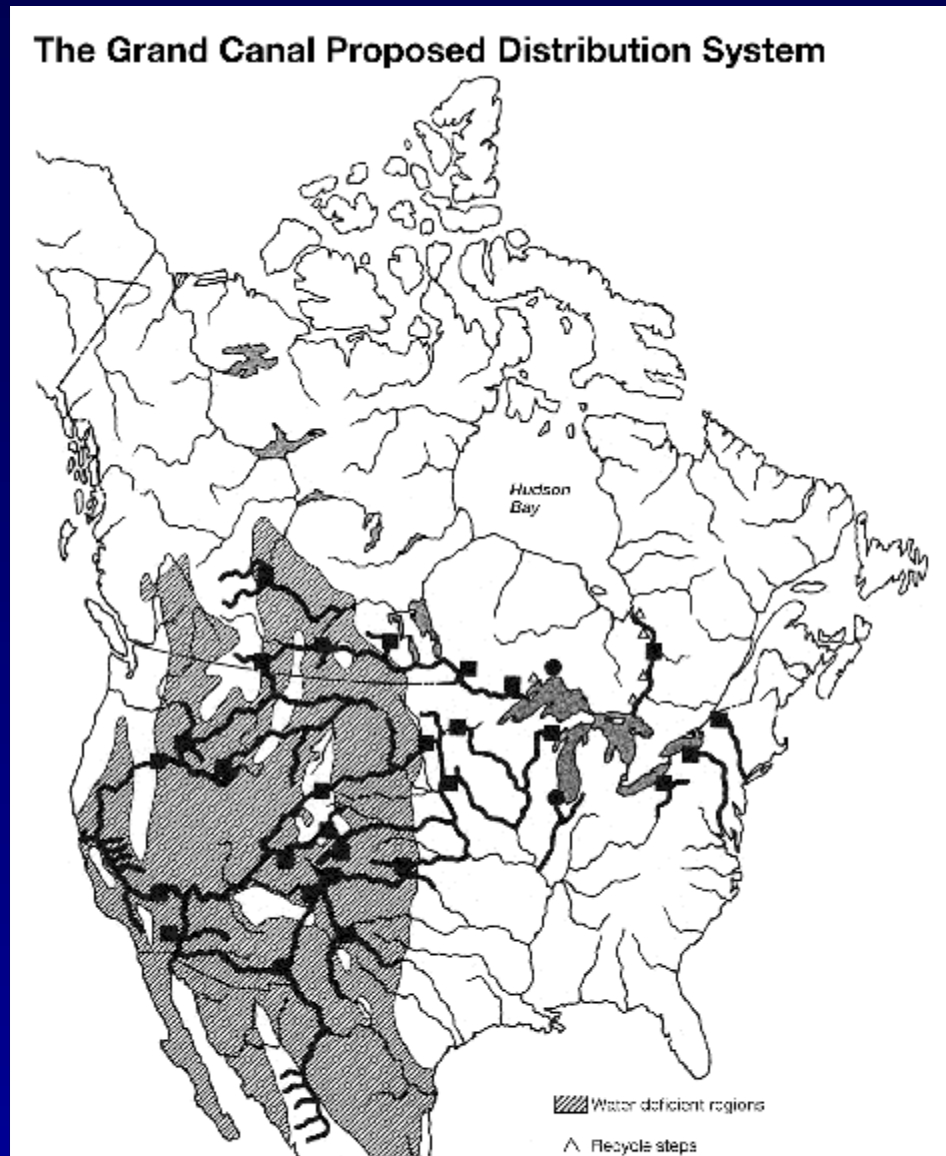 The Grand Canal Proposed Distribution System
Hudson
Bay
Water deficient regions
Recycle steps